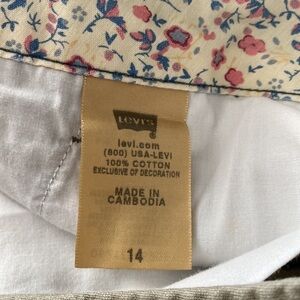 LEVI'S
levi.com
(800) USA-LEVI
100% COTTON
EXCLUSIVE OF DECORATION
MADE IN
CAMBODIA
14